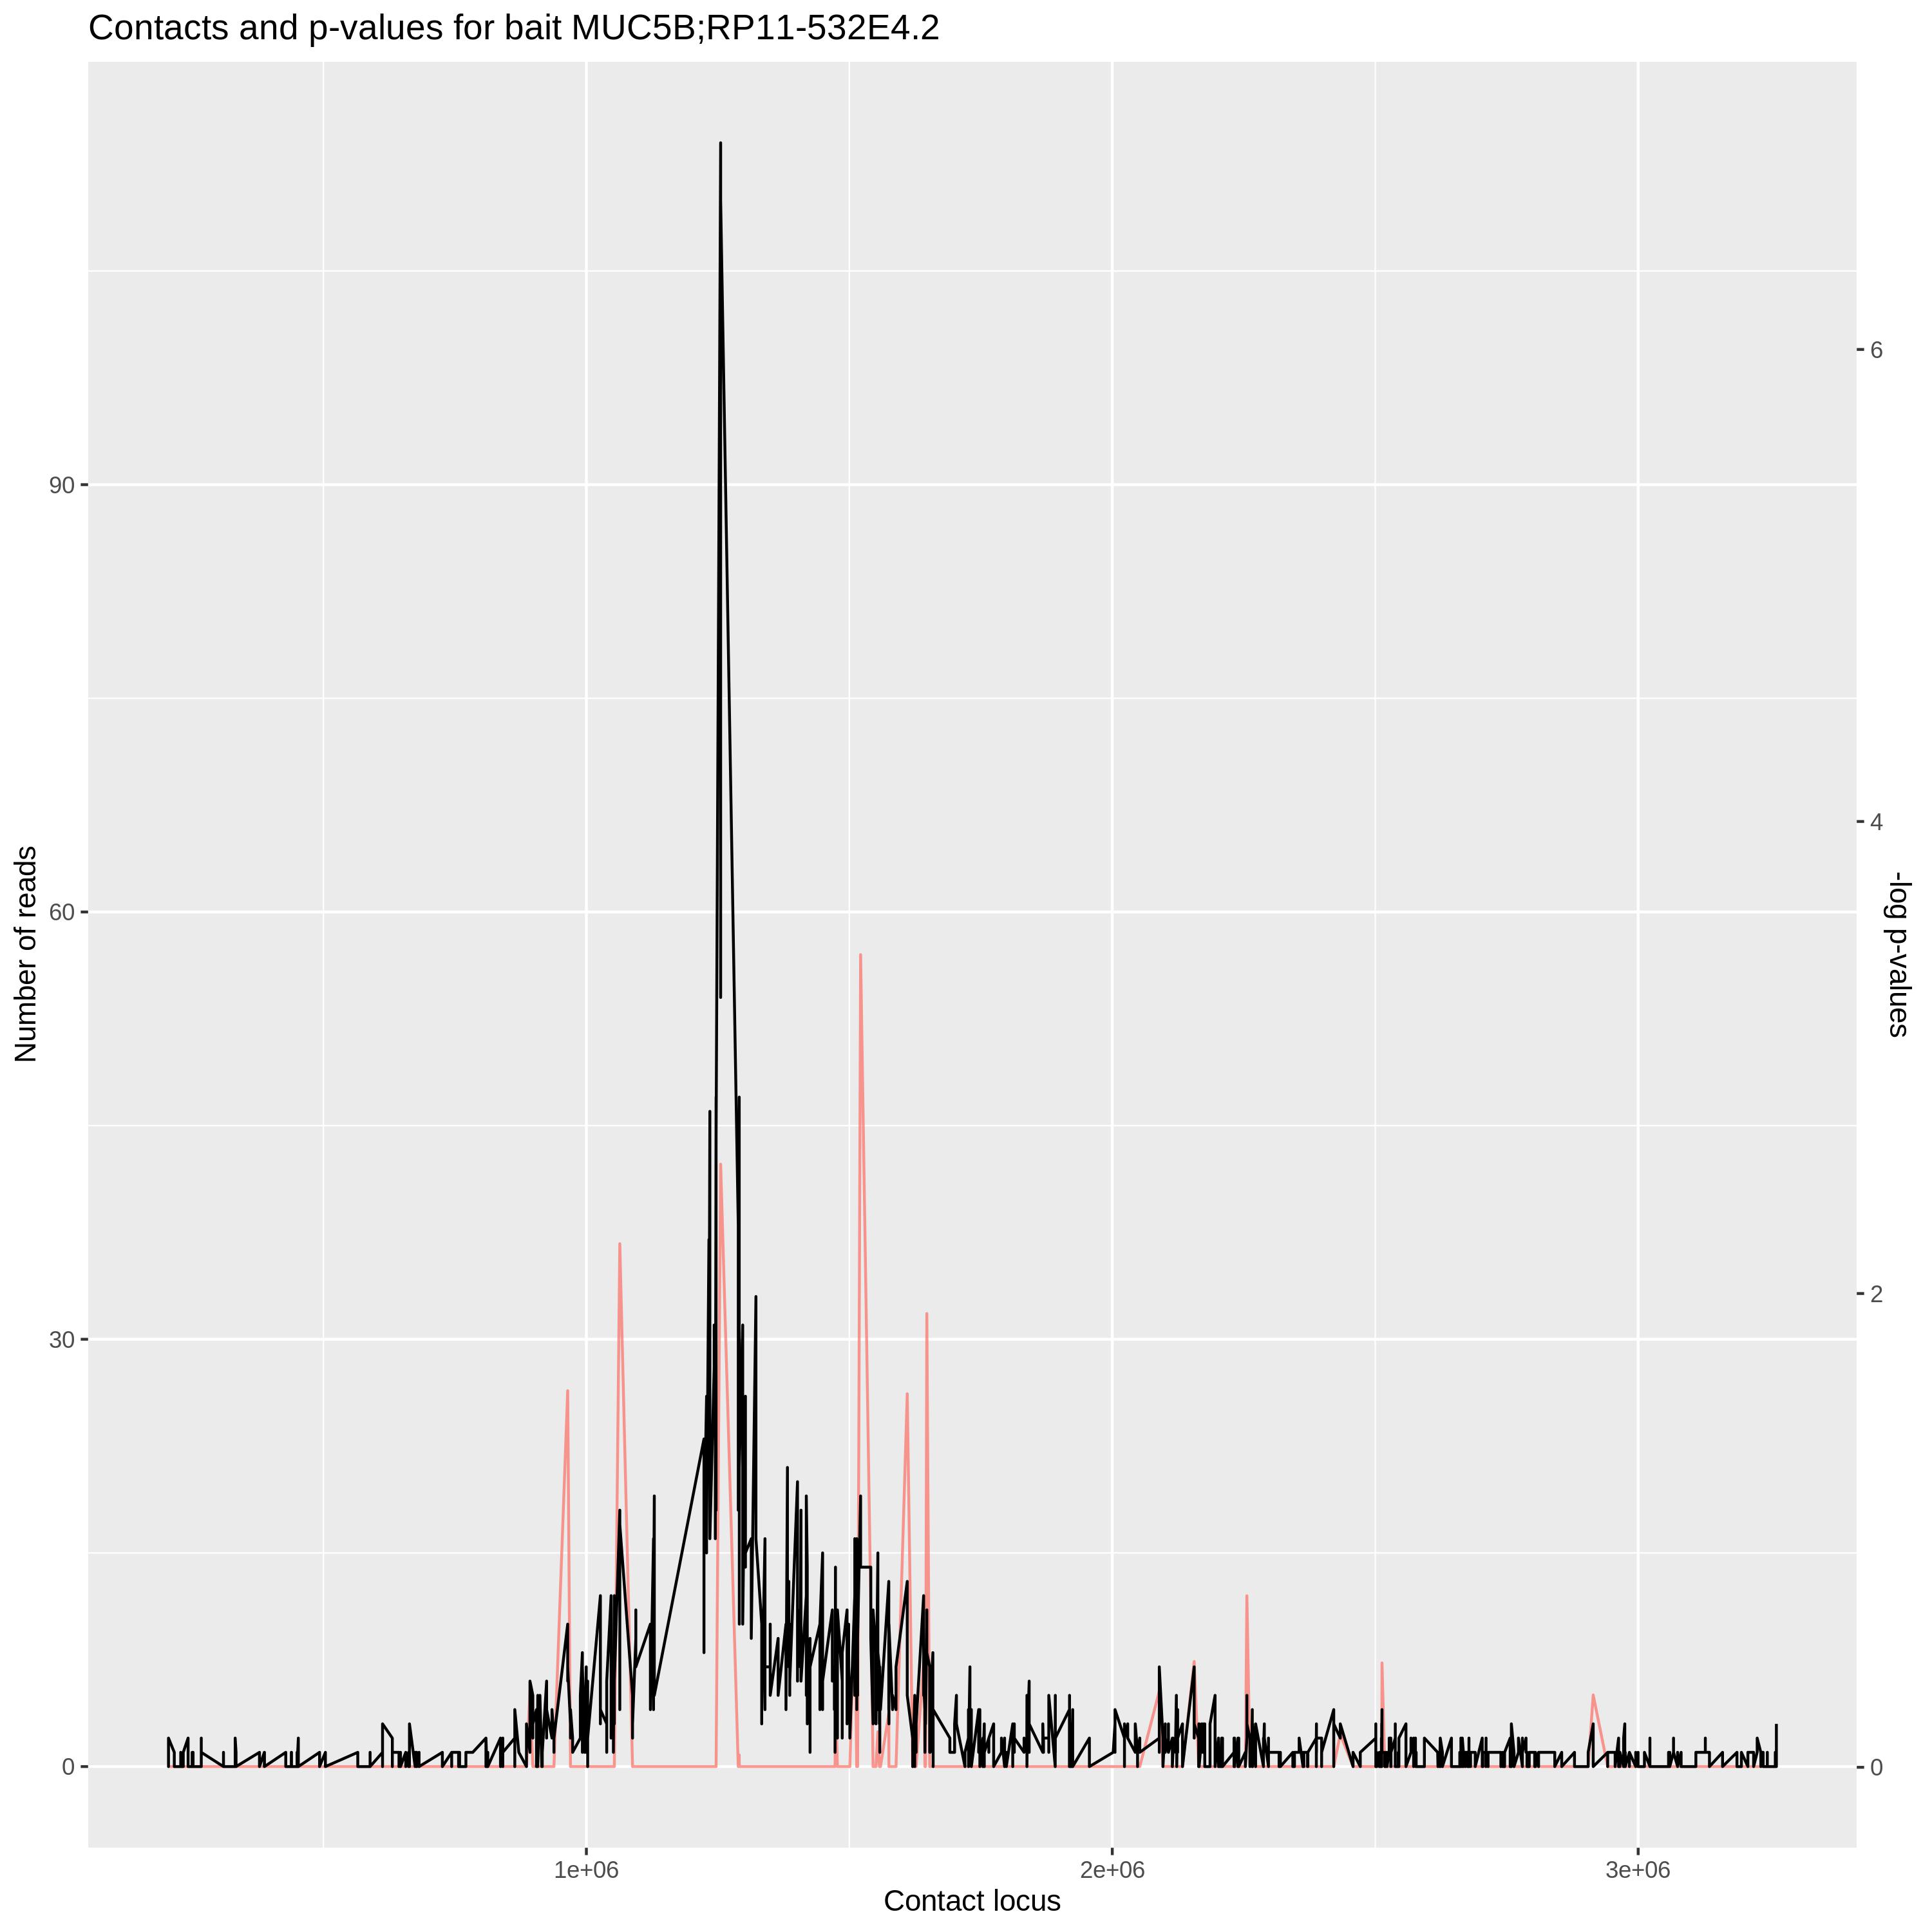 Contacts and p-values for bait MUC5B;RP11-532E4.2
Number of reads
90
60
30
0
6
4
2
0
-log p-values
1e+06
2e+06
3e+06
Contact locus